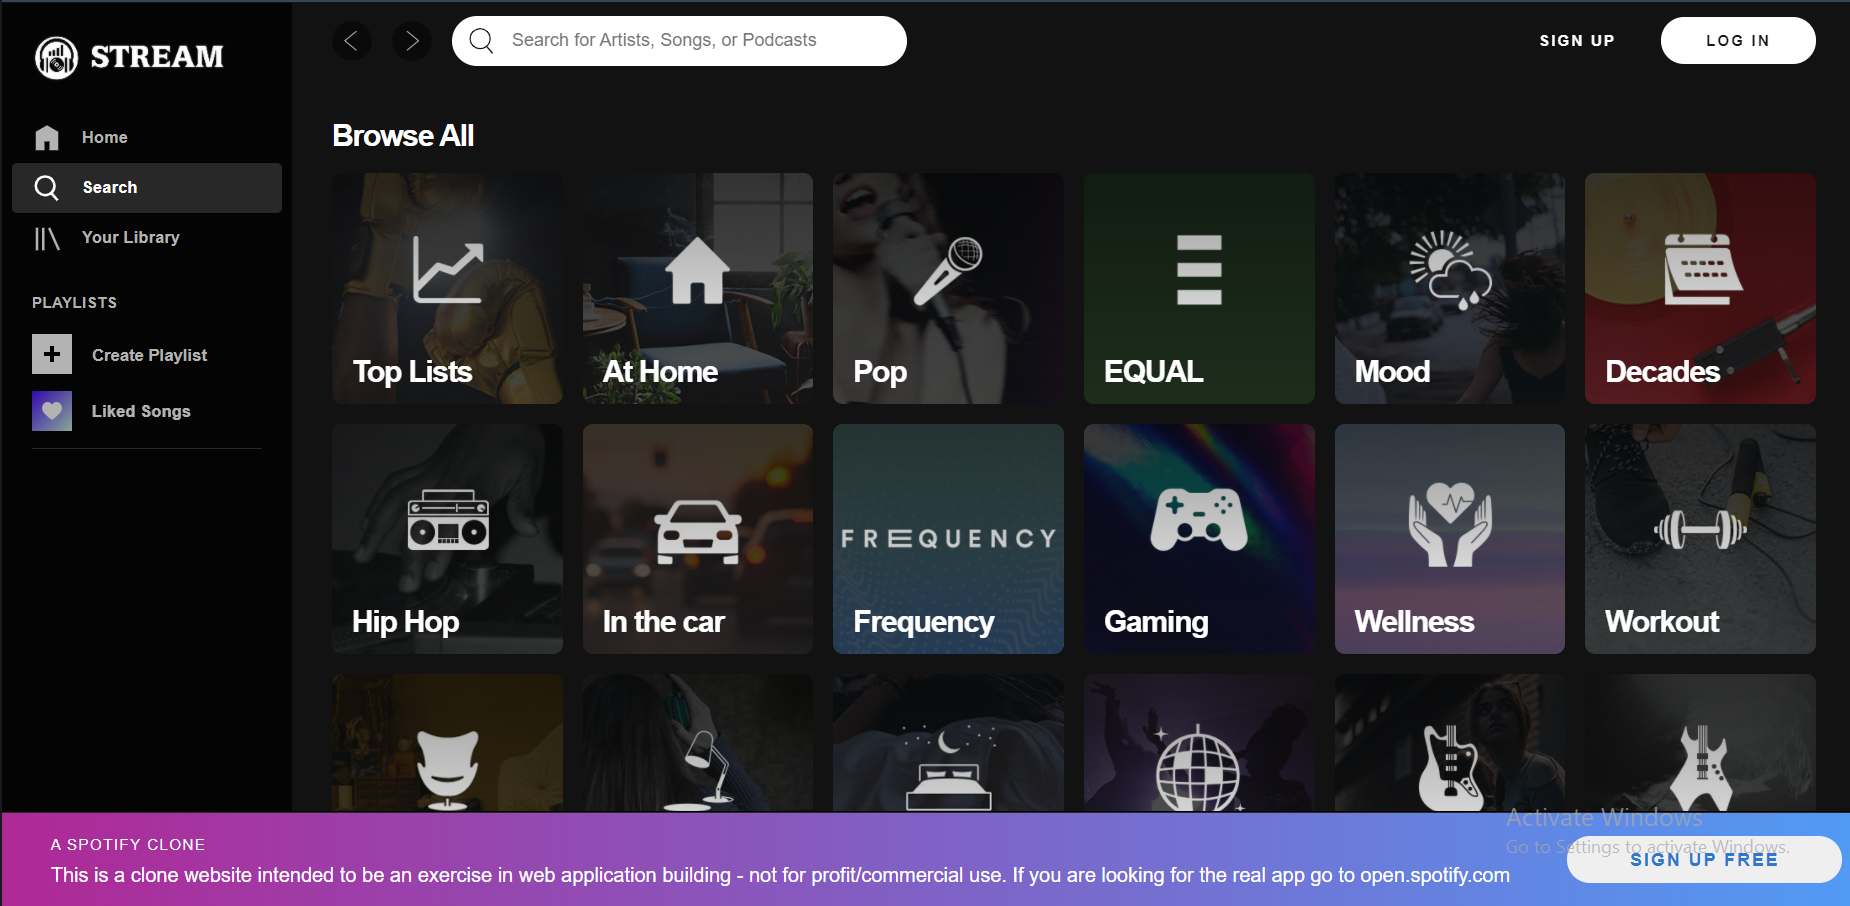 STREAM
Search for Artists, Songs, or Podcasts
SIGN UP
LOG IN
Home
Search
Your Library
PLAYLISTS
Create Playlist
Liked Songs
Browse All
Top Lists
At Home
Pop
EQUAL
Mood
Decades
Hip Hop
In the car
FREQUENCY
Frequency
Gaming
Wellness
Workout
Activate Windows
Go to Settings to activate Windows.
A SPOTIFY CLONE
This is a clone website intended to be an exercise in web application building - not for profit/commercial use. If you are looking for the real app go to open.spotify.com
SIGN UP FREE